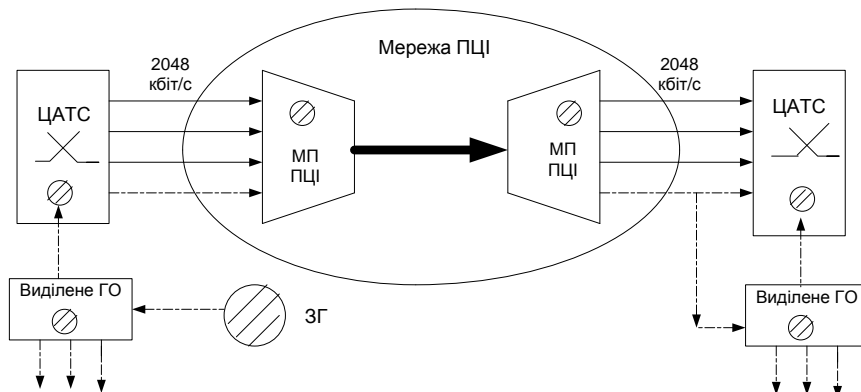 Мережа ПЦІ
2048
кбіт/с
2048
кбіт/с
ЦАТС
МП
ПЦІ
МП
ПЦІ
ЦАТС
Виділене ГО
ЗГ
Виділене ГО